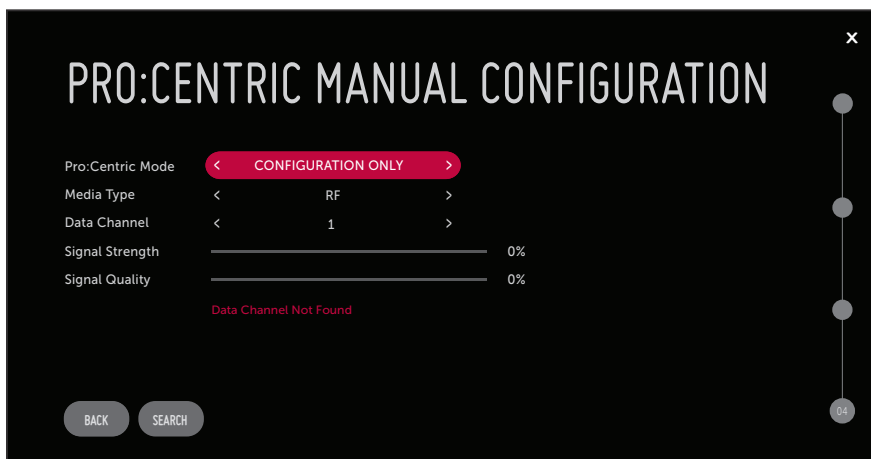 X
PRO:CENTRIC MANUAL CONFIGURATION
Pro:Centric Mode < CONFIGURATION ONLY >
Media Type < RF >
Data Channel < 1 >
Signal Strength 0%
Signal Quality 0%
Data Channel Not Found
BACK SEARCH 04